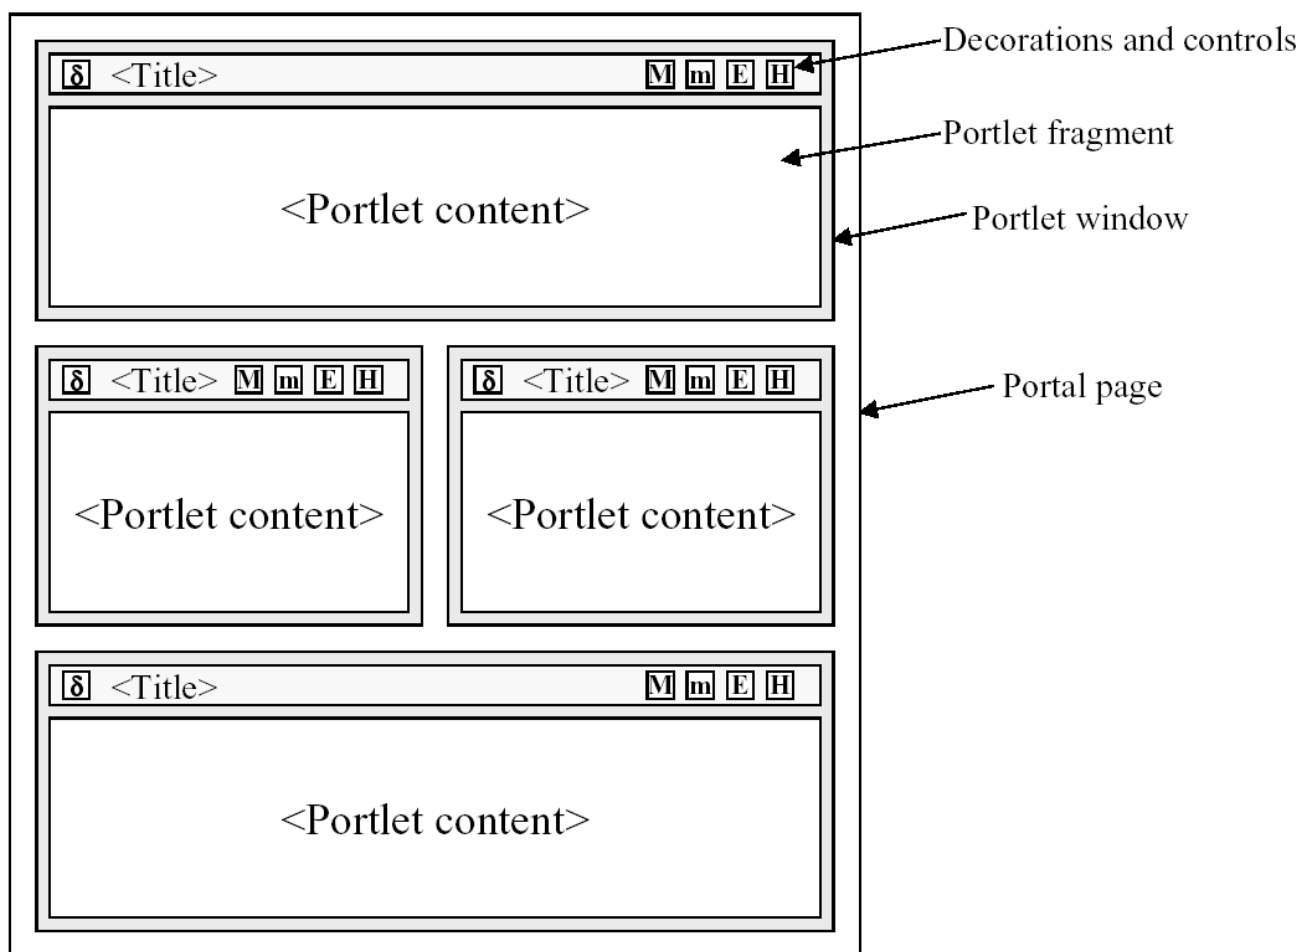 δ <Title> M m E H
Decorations and controls
Portlet fragment
<Portlet content>
Portlet window
δ <Title> M m E H
δ <Title> M m E H
Portal page
<Portlet content>
<Portlet content>
δ <Title> M m E H
<Portlet content>